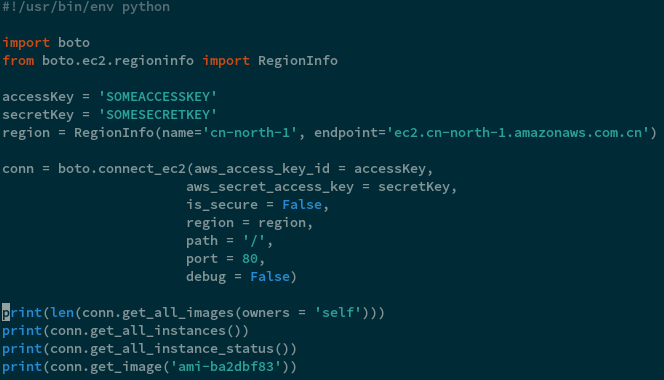 #!/usr/bin/env python

import boto
from boto.ec2.regioninfo import RegionInfo

accessKey = 'SOMEACCESSKEY'
secretKey = 'SOMESECRETKEY'
region = RegionInfo(name='cn-north-1', endpoint='ec2.cn-north-1.amazonaws.com.cn')

conn = boto.connect_ec2(aws_access_key_id = accessKey,
                       aws_secret_access_key = secretKey,
                       is_secure = False,
                       region = region,
                       path = '/',
                       port = 80,
                       debug = False)

print(len(conn.get_all_images(owners = 'self')))
print(conn.get_all_instances())
print(conn.get_all_instance_status())
print(conn.get_image('ami-ba2dbf83'))